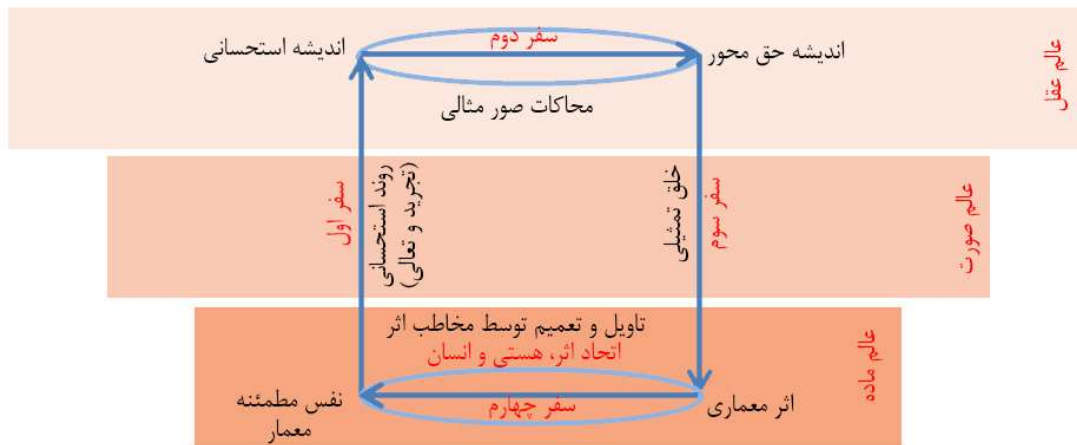 سفر دوم
اندیشه حق محور
اندیشه استحسانی
محاکات صور مثالی
عالم عقل
خلق تمثیلی
سفر سوم
روند استحسانی
(تجرید و تعالی)
سفر اول
عالم صورت
تاویل و تعمیم توسط مخاطب اثر
اتحاد اثر، هستی و انسان
اثر معماری
سفر چهارم
نفس مطمئنه
معمار
عالم ماده